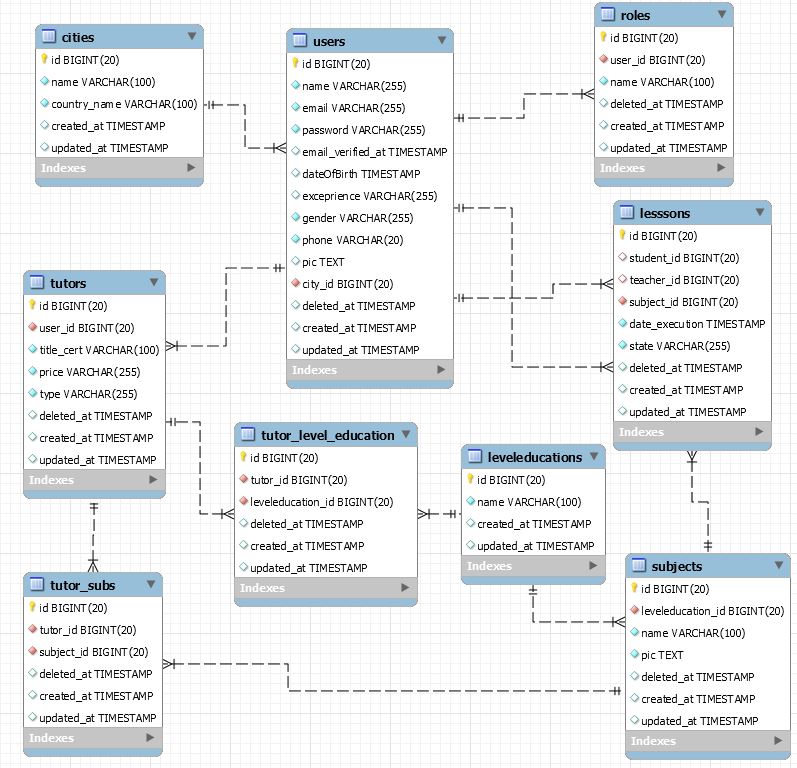 cities
id BIGINT(20)
name VARCHAR(100)
country_name VARCHAR(100)
created_at TIMESTAMP
updated_at TIMESTAMP
Indexes
users
id BIGINT(20)
name VARCHAR(255)
email VARCHAR(255)
password VARCHAR(255)
email_verified_at TIMESTAMP
dateOfBirth TIMESTAMP
exceprience VARCHAR(255)
gender VARCHAR(255)
phone VARCHAR(20)
pic TEXT
city_id BIGINT(20)
deleted_at TIMESTAMP
created_at TIMESTAMP
updated_at TIMESTAMP
Indexes
roles
id BIGINT(20)
user_id BIGINT(20)
name VARCHAR(100)
deleted_at TIMESTAMP
created_at TIMESTAMP
updated_at TIMESTAMP
Indexes
lesssons
id BIGINT(20)
student_id BIGINT(20)
teacher_id BIGINT(20)
subject_id BIGINT(20)
date_execution TIMESTAMP
state VARCHAR(255)
deleted_at TIMESTAMP
created_at TIMESTAMP
updated_at TIMESTAMP
Indexes
tutors
id BIGINT(20)
user_id BIGINT(20)
title_cert VARCHAR(100)
price VARCHAR(255)
type VARCHAR(255)
deleted_at TIMESTAMP
created_at TIMESTAMP
updated_at TIMESTAMP
Indexes
tutor_level_education
id BIGINT(20)
tutor_id BIGINT(20)
leveleducation_id BIGINT(20)
deleted_at TIMESTAMP
created_at TIMESTAMP
updated_at TIMESTAMP
Indexes
leveleducations
id BIGINT(20)
name VARCHAR(100)
created_at TIMESTAMP
updated_at TIMESTAMP
Indexes
tutor_subs
id BIGINT(20)
tutor_id BIGINT(20)
subject_id BIGINT(20)
deleted_at TIMESTAMP
created_at TIMESTAMP
updated_at TIMESTAMP
Indexes
subjects
id BIGINT(20)
leveleducation_id BIGINT(20)
name VARCHAR(100)
pic TEXT
deleted_at TIMESTAMP
created_at TIMESTAMP
updated_at TIMESTAMP
Indexes